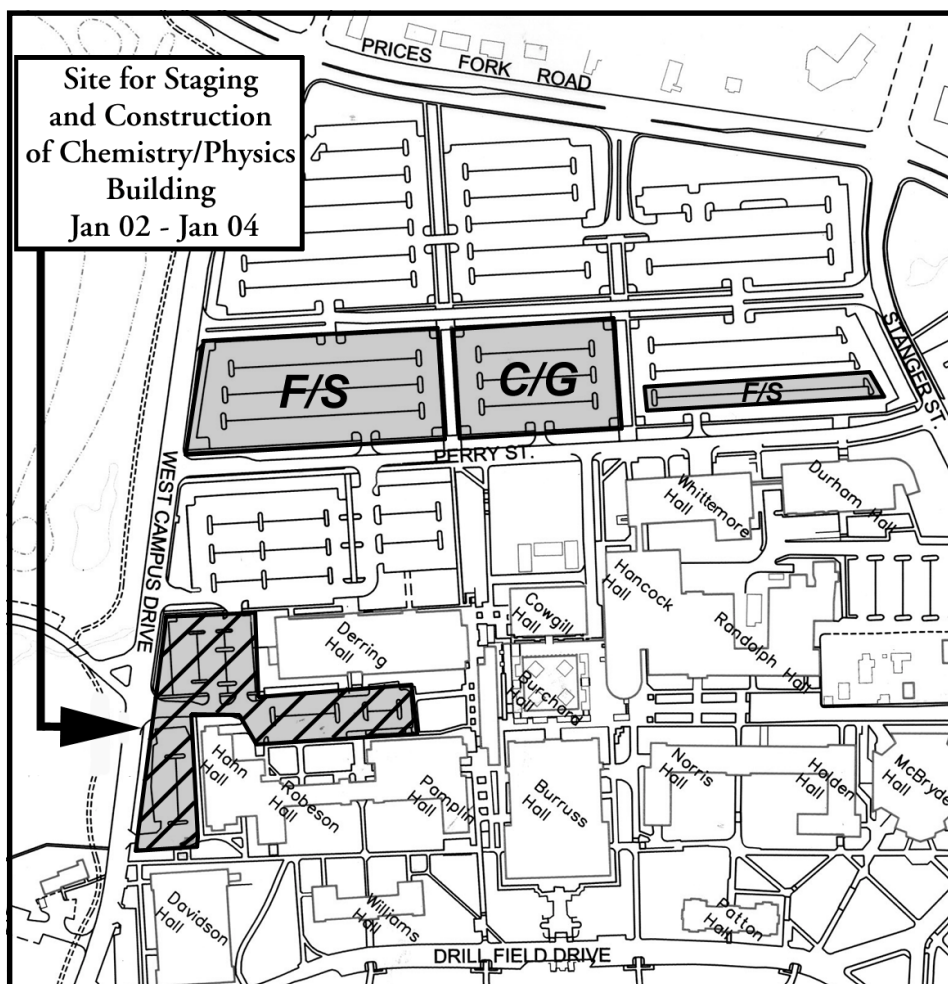 PRICES FORK ROAD
Site for Staging
and Construction
of Chemistry/Physics
Building
Jan 02 - Jan 04
STANGER ST.
F/S
C/G
F/S
PERRY ST.
WEST CAMPUS DRIVE
Whittemore
Hall
Durham Hall
Hancock
Hall
Cowgill
Hall
Derring
Hall
Randolph Hall
Burchard
Hall
Hahn
Hall
Robeson
Hall
Pamplin
Hall
Burruss
Hall
Norris
Hall
Holden
Hall
McBryde
Hall
Davidson
Hall
Williams
Hall
Patton
Hall
DRILL FIELD DRIVE